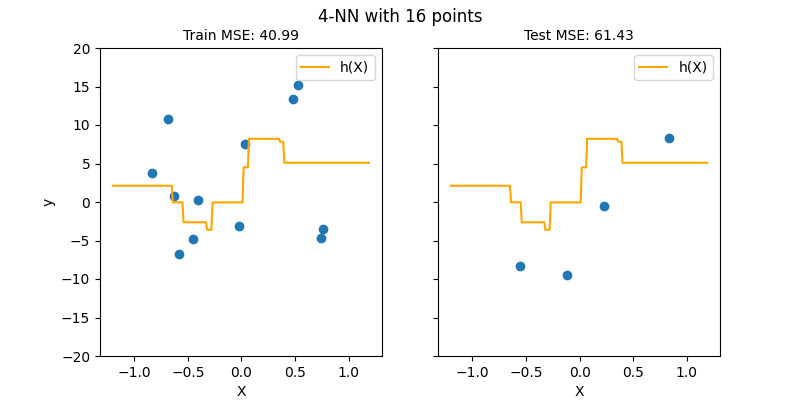 4-NN with 16 points
Train MSE: 40.99
Test MSE: 61.43
h(X)
h(X)
20
15
10
5
0
−5
−10
−15
−20
y
−1.0 −0.5 0.0 0.5 1.0
−1.0 −0.5 0.0 0.5 1.0
X
X